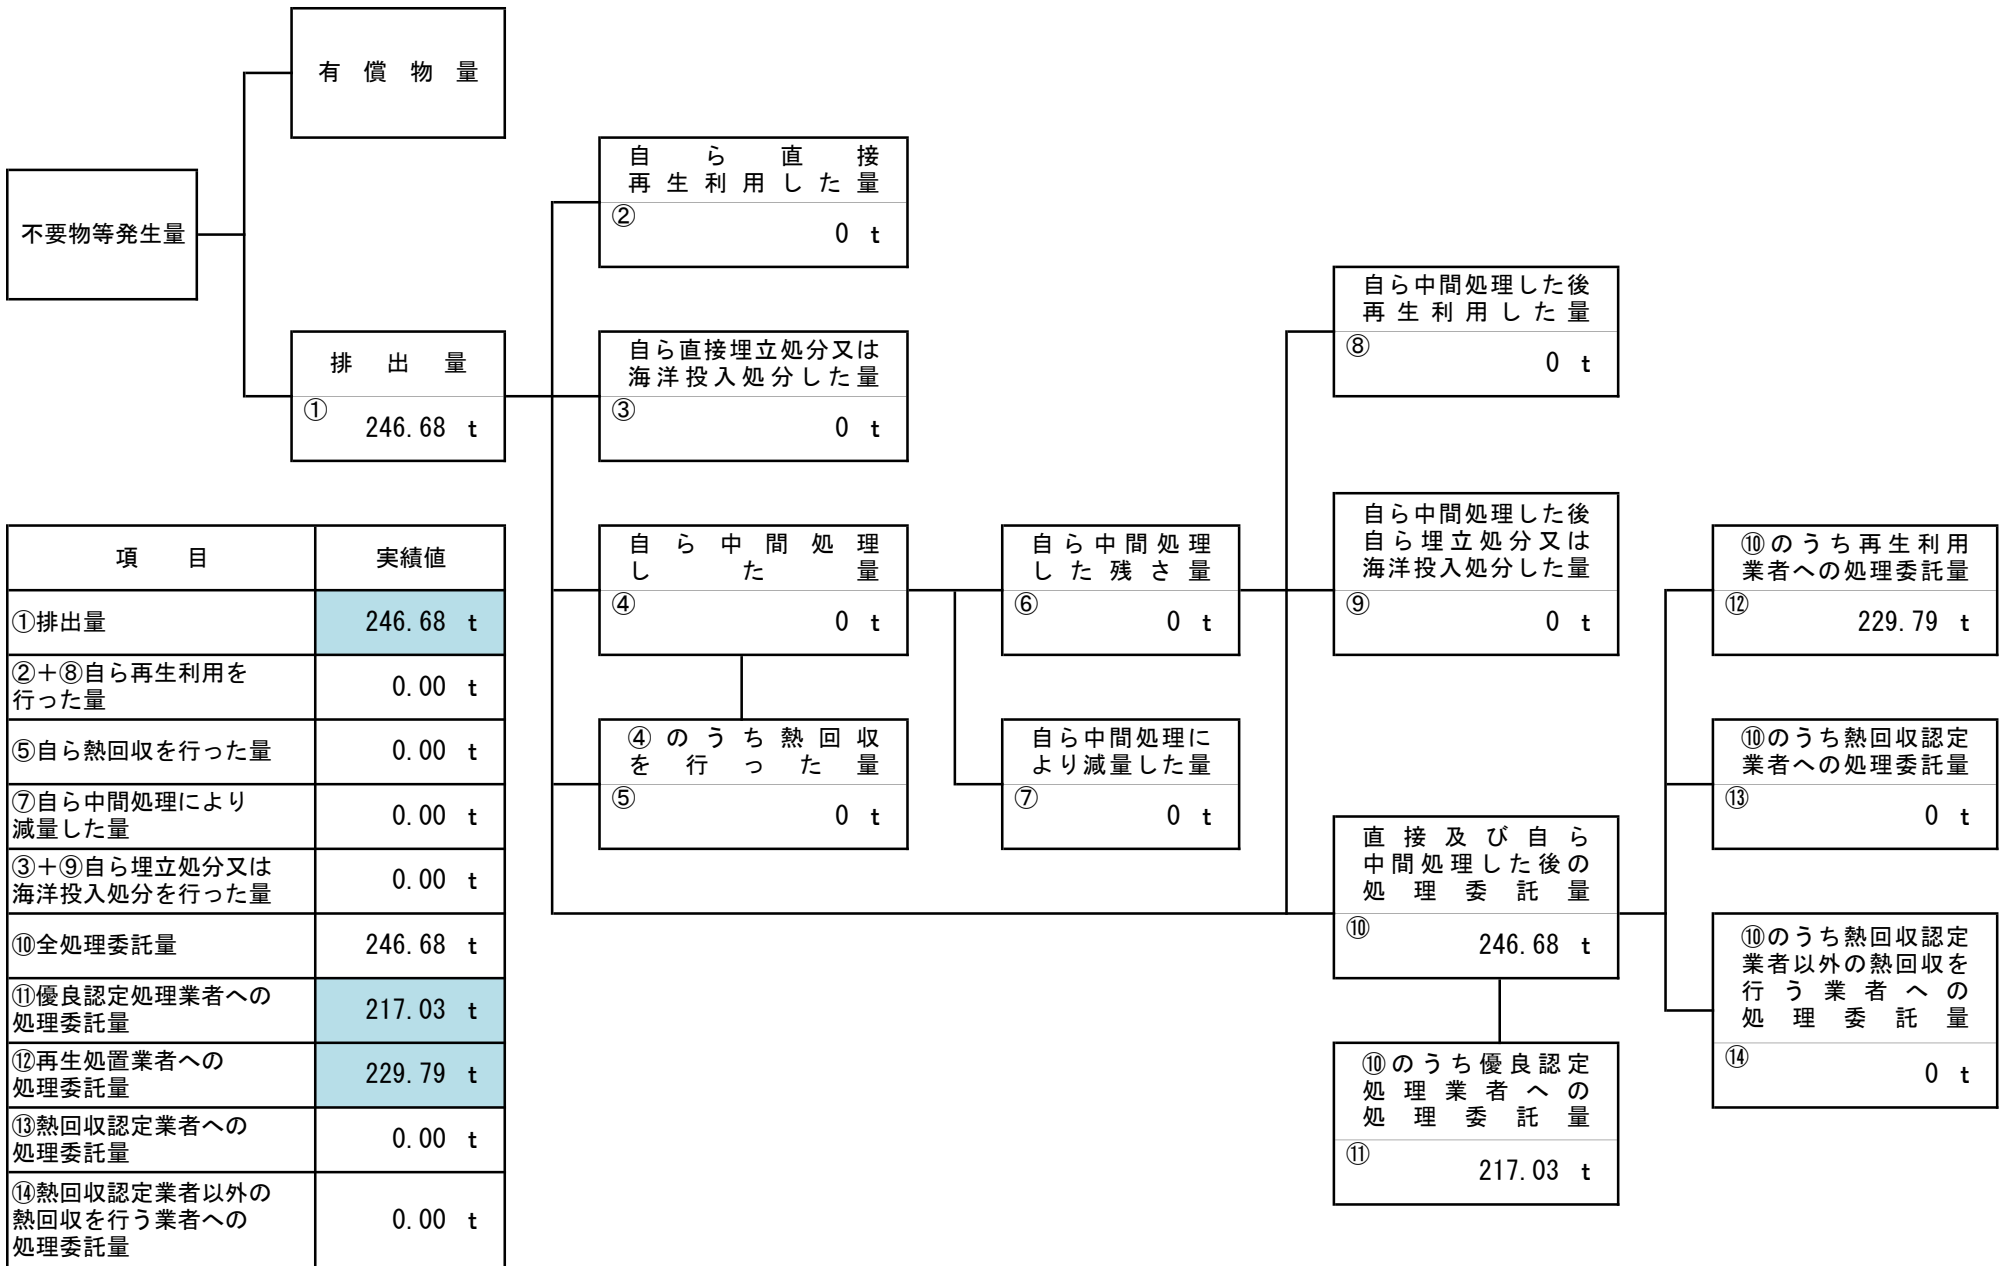 有償物量
不要物等発生量
排出量
①
246.68 t
自ら直接
再生利用した量
②
0 t
自ら直接埋立処分又は
海洋投入処分した量
③
0 t
自ら中間処理
した量
④
0 t
④のうち熱回収
を行った量
⑤
0 t
自ら中間処理
した残さ量
⑥
0 t
自ら中間処理に
より減量した量
⑦
0 t
自ら中間処理した後
再生利用した量
⑧
0 t
自ら中間処理した後
自ら埋立処分又は
海洋投入処分した量
⑨
0 t
直接及び自ら
中間処理した後の
処理委託量
⑩
246.68 t
⑩のうち優良認定
処理業者への
処理委託量
⑪
217.03 t
⑩のうち再生利用
業者への処理委託量
⑫
229.79 t
⑩のうち熱回収認定
業者への処理委託量
⑬
0 t
⑩のうち熱回収認定
業者以外の熱回収を
行う業者への
処理委託量
⑭
0 t
項目 実績値
①排出量 246.68 t
②＋⑧自ら再生利用を
行った量 0.00 t
⑤自ら熱回収を行った量 0.00 t
⑦自ら中間処理により
減量した量 0.00 t
③＋⑨自ら埋立処分又は
海洋投入処分を行った量 0.00 t
⑩全処理委託量 246.68 t
⑪優良認定処理業者への
処理委託量 217.03 t
⑫再生処置業者への
処理委託量 229.79 t
⑬熱回収認定業者への
処理委託量 0.00 t
⑭熱回収認定業者以外の
熱回収を行う業者への
処理委託量 0.00 t